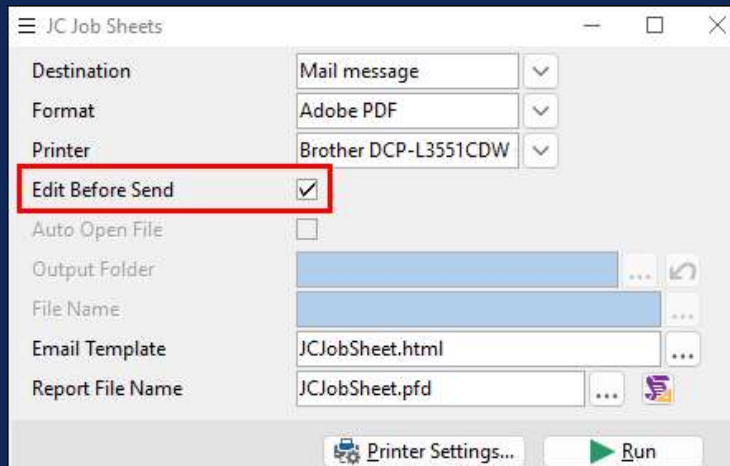 JC Job Sheets
Destination Mail message
Format Adobe PDF
Printer Brother DCP-L3551CDW
Edit Before Send
Auto Open File
Output Folder ...
File Name ...
Email Template JCJobSheet.html ...
Report File Name JCJobSheet.pfd ...
Printer Settings... Run